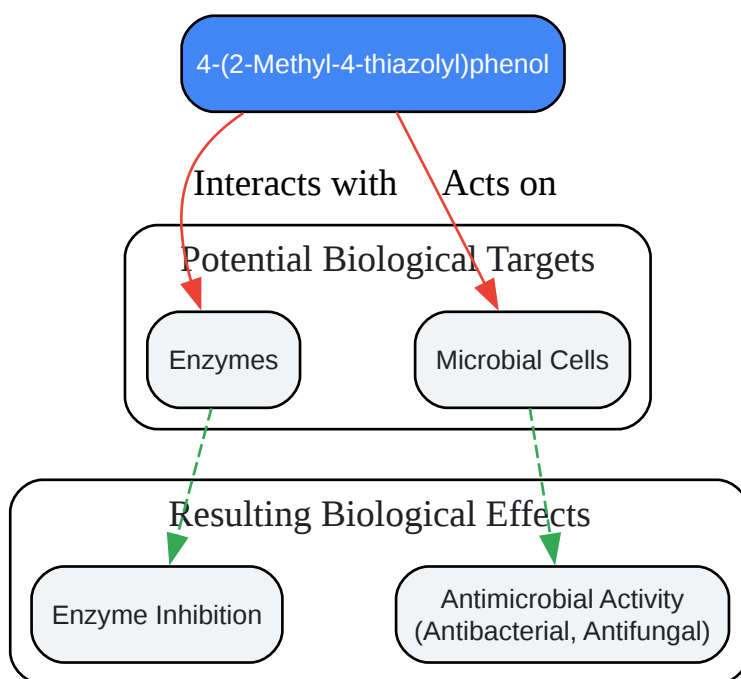 4-(2-Methyl-4-thiazolyl)phenol
Interacts with
Acts on
Potential Biological Targets
Enzymes
Microbial Cells
Resulting Biological Effects
Enzyme Inhibition
Antimicrobial Activity
(Antibacterial, Antifungal)